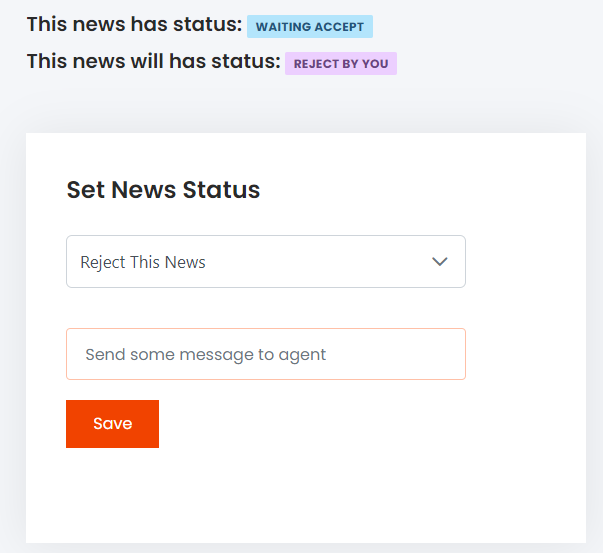 This news has status: WAITING ACCEPT
This news will has status: REJECT BY YOU
Set News Status
Reject This News
Send some message to agent
Save